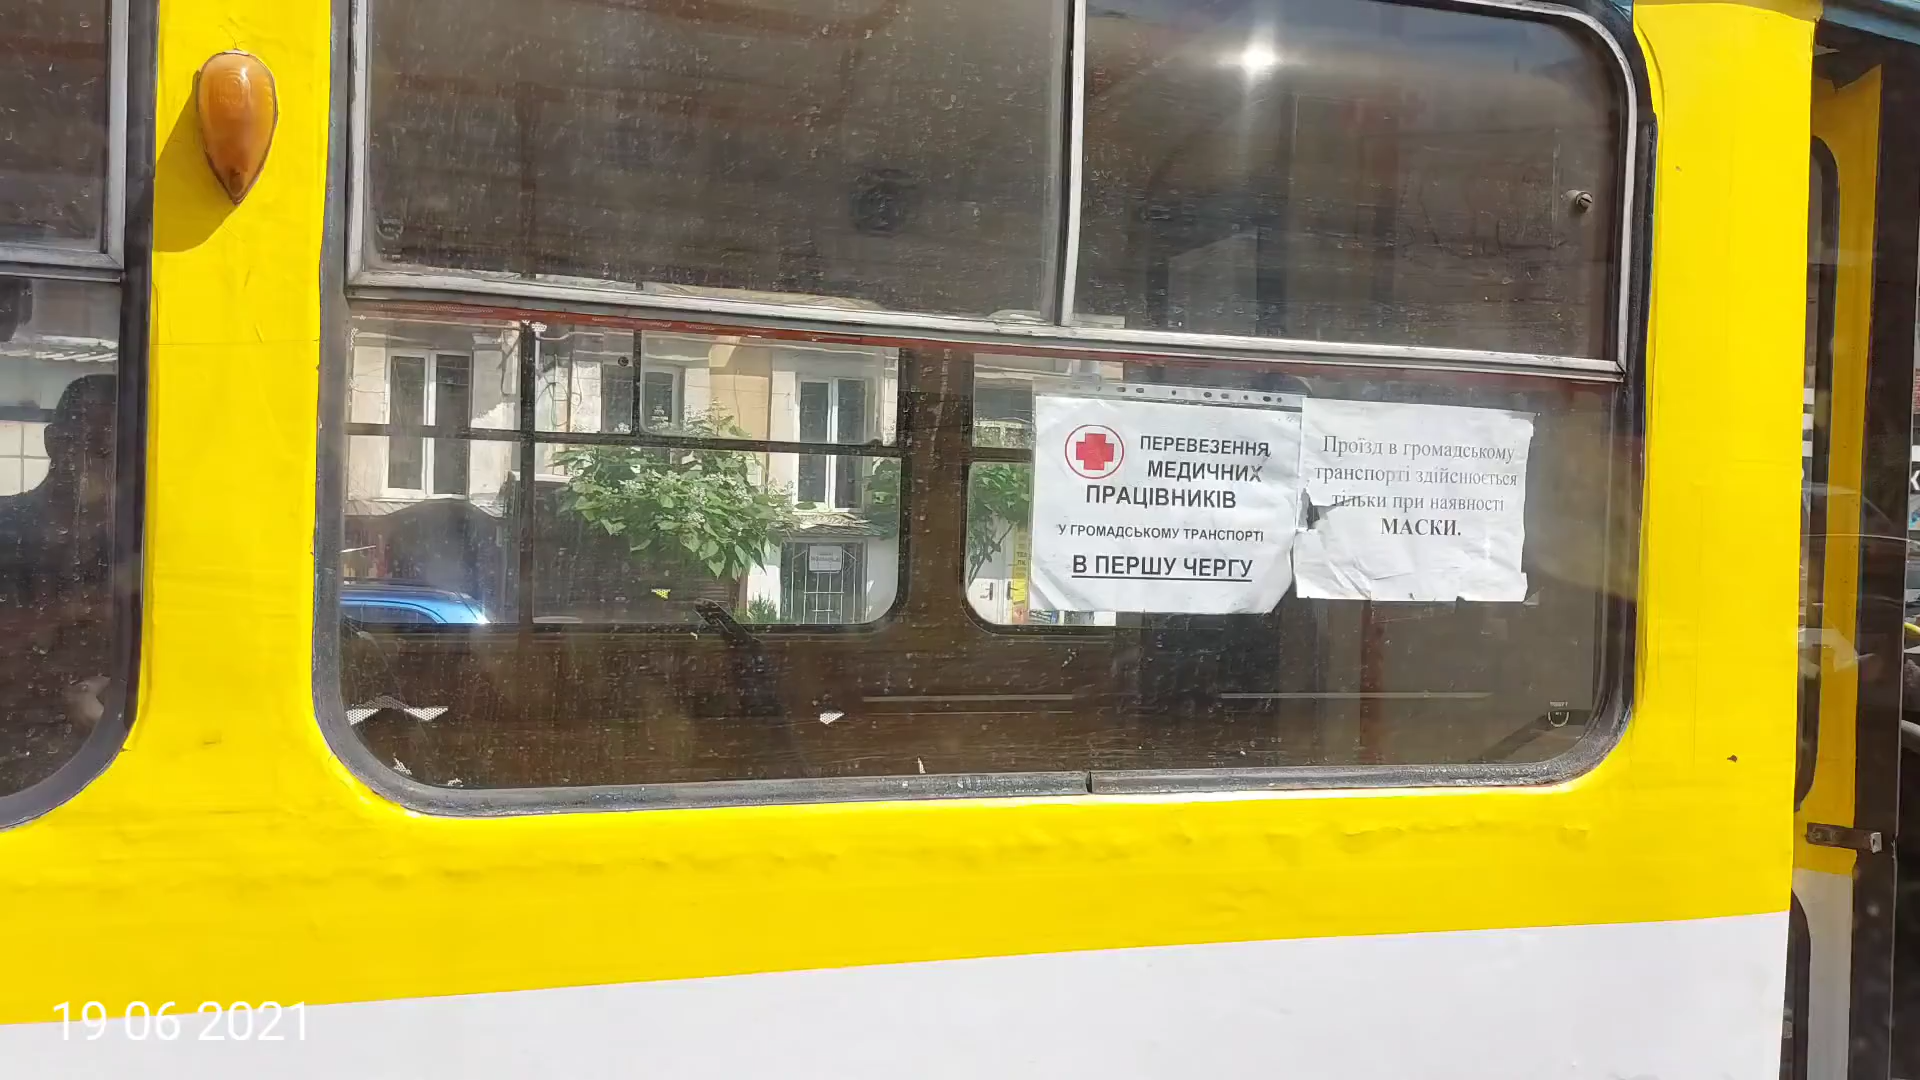 ПЕРЕВЕЗЕННЯ
МЕДИЧНИХ
ПРАЦІВНИКІВ
У ГРОМАДСЬКОМУ ТРАНСПОРТІ
В ПЕРШУ ЧЕРГУ
Проїзд в громадському
транспорті здійснюється
тільки при наявності
МАСКИ.
19 06 2021